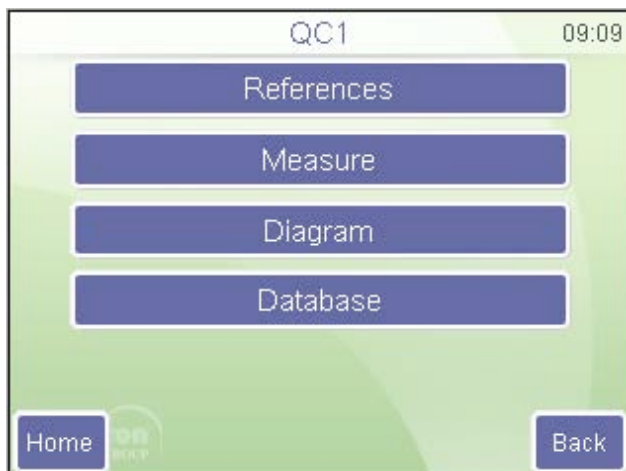 QC1 09:09
References
Measure
Diagram
Database
Home Back